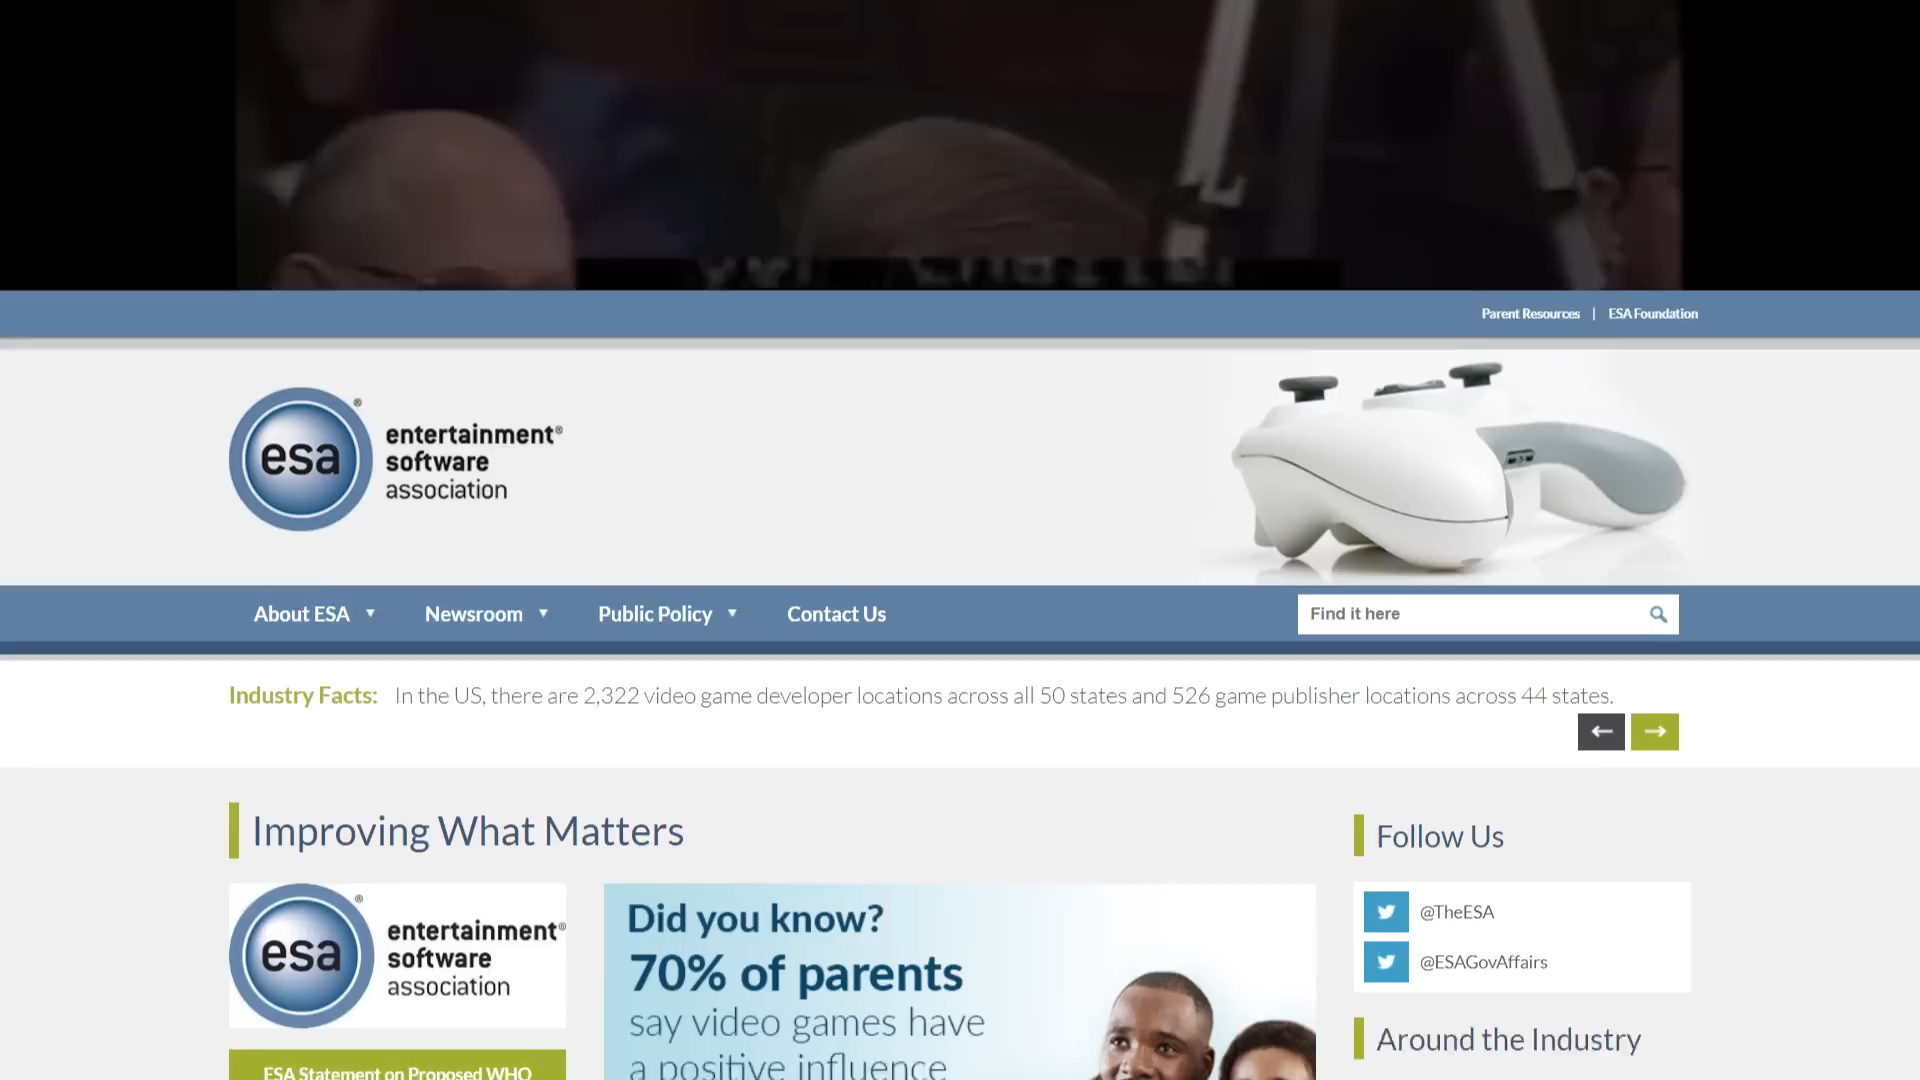 Parent Resources | ESA Foundation
esa
entertainment®
software
association
®
About ESA
Newsroom
Public Policy
Contact Us
Find it here
Industry Facts: In the US, there are 2,322 video game developer locations across all 50 states and 526 game publisher locations across 44 states.
Improving What Matters
esa
entertainment®
software
association
®
ESA Statement on Proposed WHO
Did you know?
70% of parents
say video games have
a positive influence
Follow Us
@TheESA
@ESAGovAffairs
Around the Industry